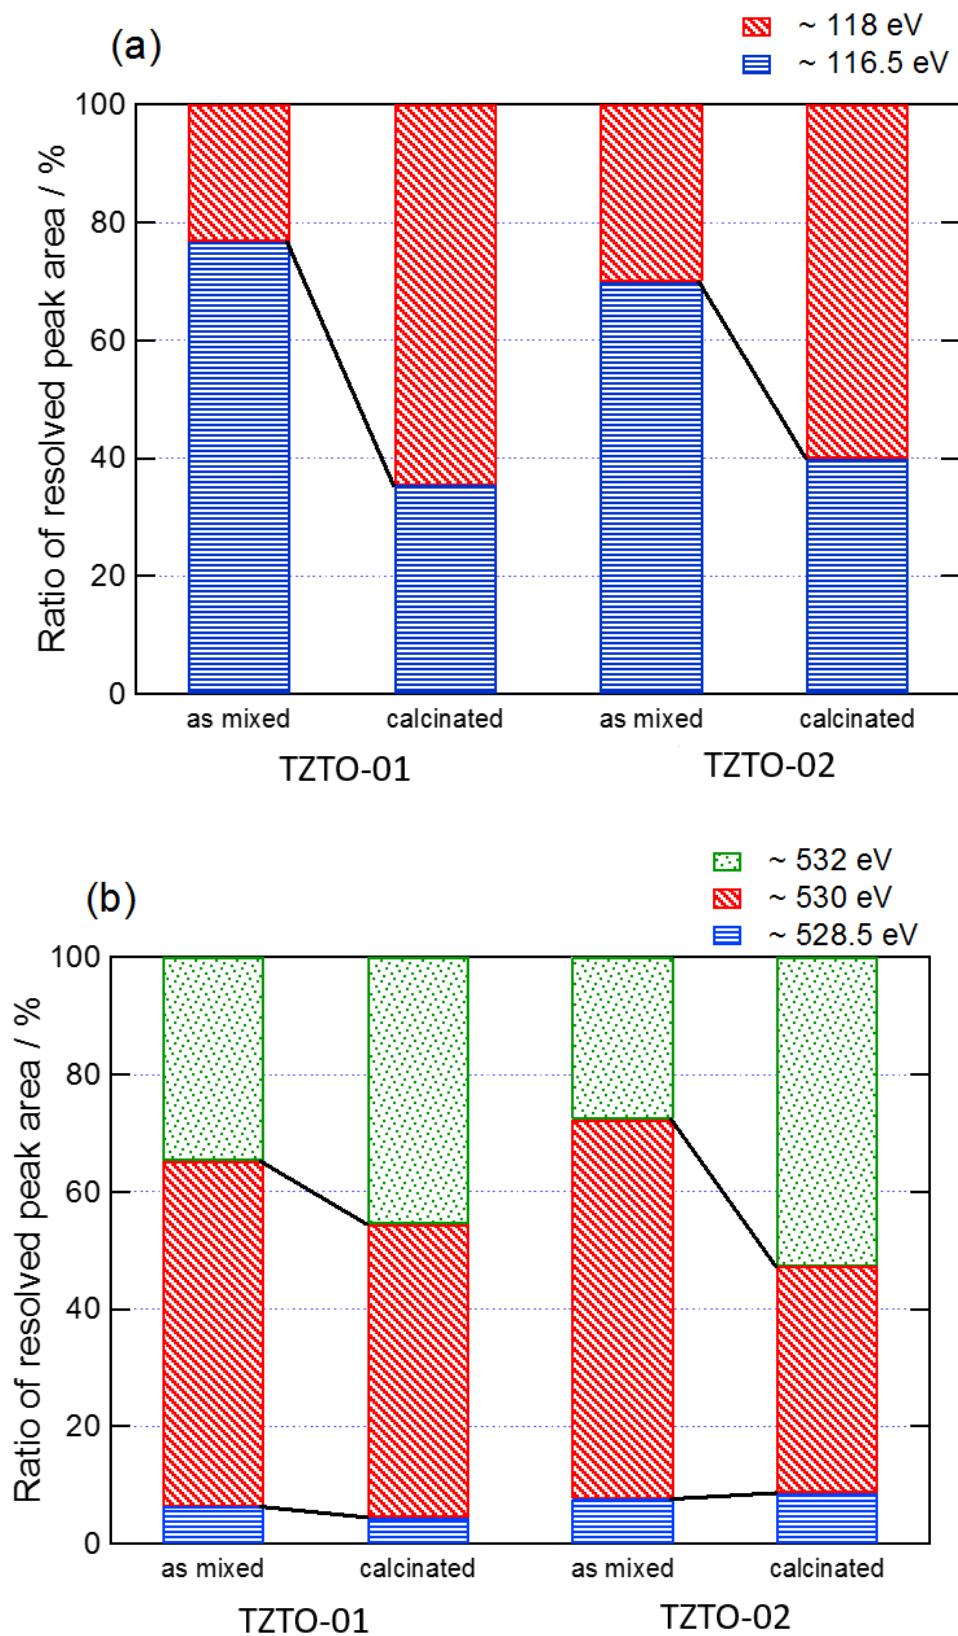 (a)
~ 118 eV
~ 116.5 eV
Ratio of resolved peak area / %
100
80
60
40
20
0
as mixed calcinated as mixed calcinated
TZTO-01 TZTO-02
(b)
~ 532 eV
~ 530 eV
~ 528.5 eV
Ratio of resolved peak area / %
100
80
60
40
20
0
as mixed calcinated as mixed calcinated
TZTO-01 TZTO-02